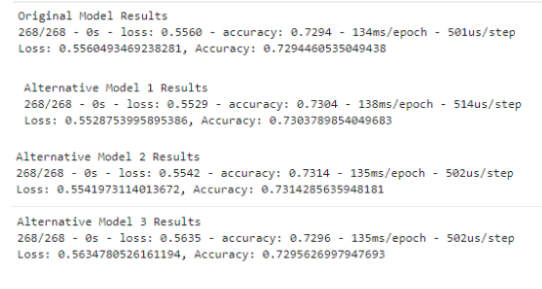 Original Model Results
268/268 - 0s - loss: 0.5560 - accuracy: 0.7294 - 134ms/epoch - 501us/step
Loss: 0.5560493469238281, Accuracy: 0.7294460535049438
Alternative Model 1 Results
268/268 - 0s - loss: 0.5529 - accuracy: 0.7304 - 138ms/epoch - 514us/step
Loss: 0.5528753995895386, Accuracy: 0.7303789854049683
Alternative Model 2 Results
268/268 - 0s - loss: 0.5542 - accuracy: 0.7314 - 135ms/epoch - 502us/step
Loss: 0.5541973114013672, Accuracy: 0.7314285635948181
Alternative Model 3 Results
268/268 - 0s - loss: 0.5635 - accuracy: 0.7296 - 135ms/epoch - 502us/step
Loss: 0.5634780526161194, Accuracy: 0.7295626997947693